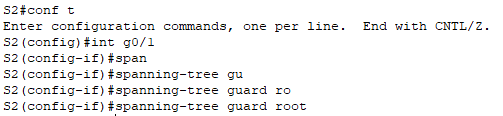 S2#conf t
Enter configuration commands, one per line.  End with CNTL/Z.
S2(config)#int g0/1
S2(config-if)#span
S2(config-if)#spanning-tree gu
S2(config-if)#spanning-tree guard ro
S2(config-if)#spanning-tree guard root